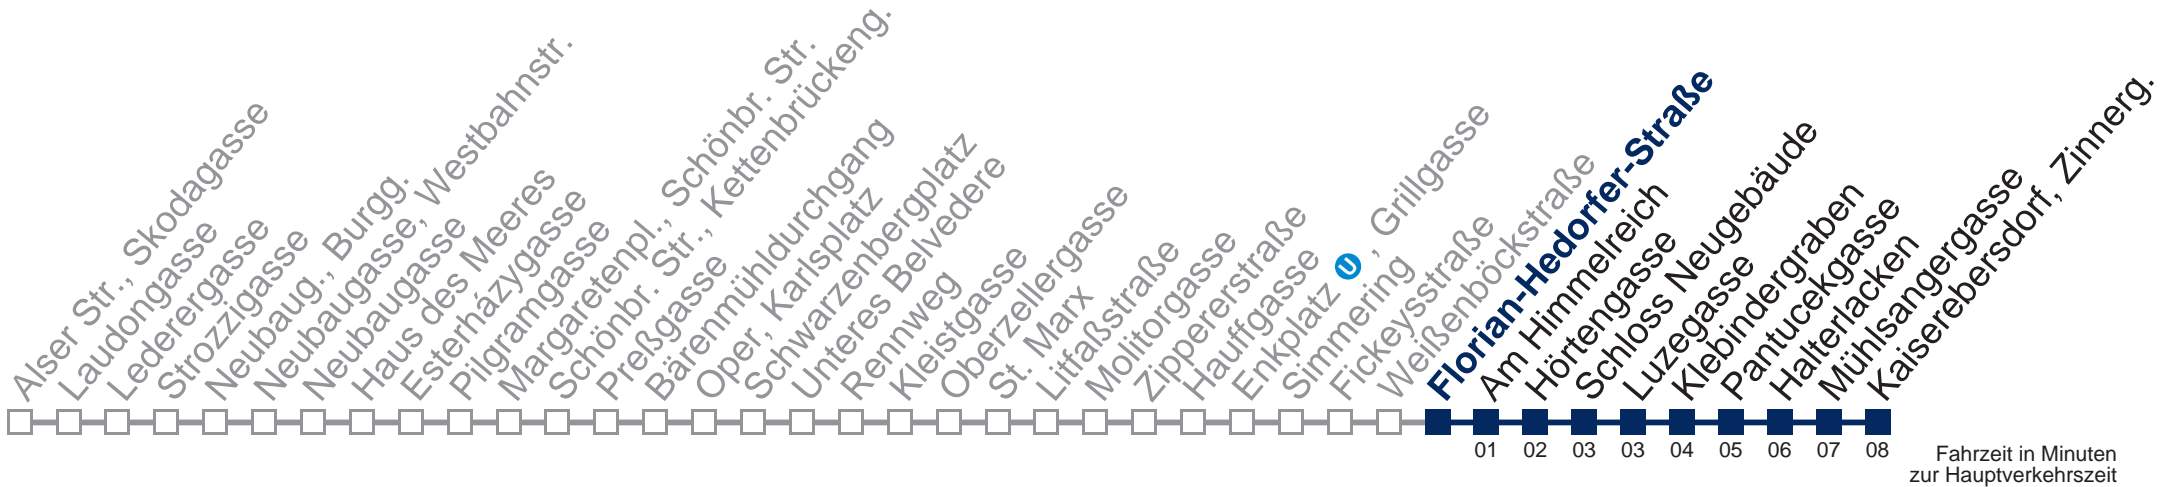 Alser Str., Skodagasse
Laudongasse
Lederergasse
Strozzigasse
Neubaug., Burgg.
Neubaugasse, Westbahnstr.
Neubaugasse
Haus des Meeres
Esterházygasse
Pilgramgasse
Margaretenpl., Schönbr. Str.
Schönbr. Str., Kettenbrückeng.
Preßgasse
Bärenmühldurchgang
Oper, Karlsplatz
Schwarzenbergplatz
Unteres Belvedere
Rennweg
Kleistgasse
Oberzellergasse
St. Marx
Litfaßstraße
Molitorgasse
Zippererstraße
Hauffgasse
Enkplatz U, Grillgasse
Simmering
Fickeysstraße
Weißenböckstraße
Florian-Hedorfer-Straße
Am Himmelreich
Hörtengasse
Schloss Neugebäude
Luzegasse
Klebindergraben
Pantucekgasse
Halterlacken
Mühlsangergasse
Kaiserebersdorf, Zinnerg.
01 02 03 03 04 05 06 07 08
Fahrzeit in Minuten
zur Hauptverkehrszeit